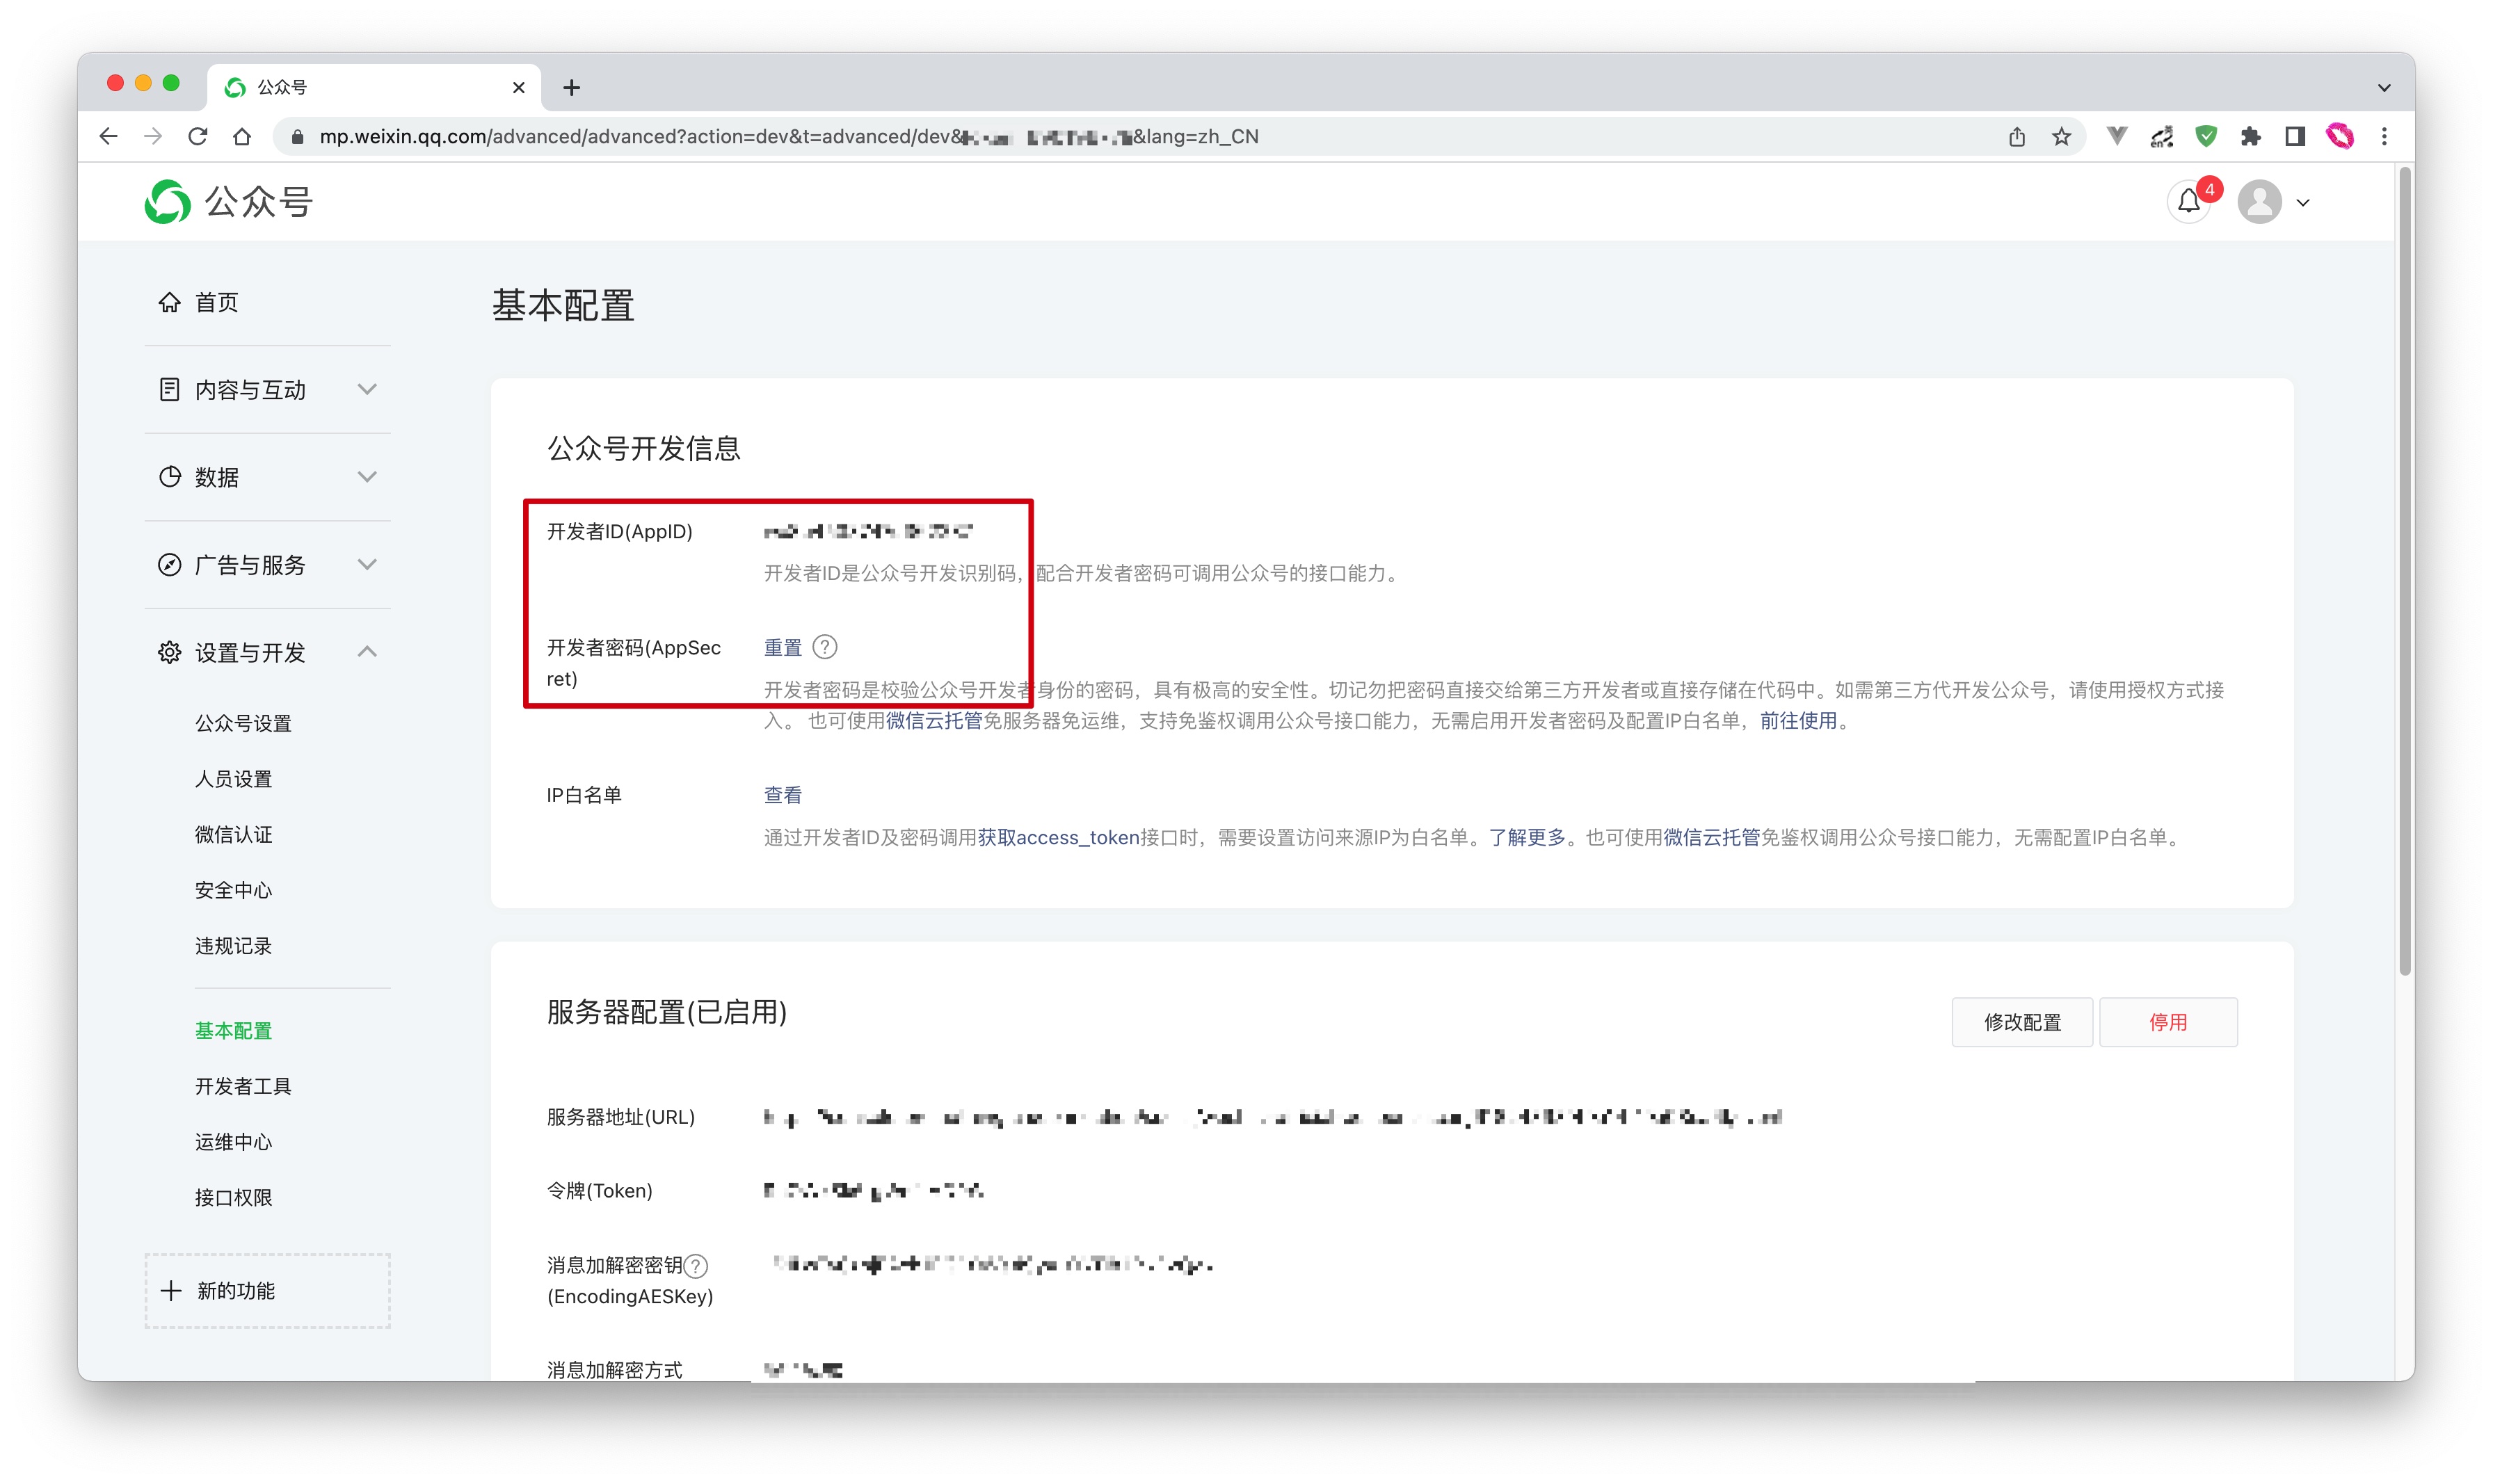 公众号
mp.weixin.qq.com/advanced/advanced?action=dev&t=advanced/dev& &lang=zh_CN
en
公众号
4
首页
内容与互动
数据
广告与服务
设置与开发
公众号设置
人员设置
微信认证
安全中心
违规记录
基本配置
开发者工具
运维中心
接口权限
新的功能
基本配置
公众号开发信息
开发者ID(AppID)
开发者ID是公众号开发识别码，配合开发者密码可调用公众号的接口能力。
开发者密码(AppSec
ret)
重置 ?
开发者密码是校验公众号开发者身份的密码，具有极高的安全性。切记勿把密码直接交给第三方开发者或直接存储在代码中。如需第三方代开发公众号，请使用授权方式接
入。 也可使用微信云托管免服务器免运维，支持免鉴权调用公众号接口能力，无需启用开发者密码及配置IP白名单，前往使用。
IP白名单
查看
通过开发者ID及密码调用获取access_token接口时，需要设置访问来源IP为白名单。了解更多。也可使用微信云托管免鉴权调用公众号接口能力，无需配置IP白名单。
服务器配置(已启用)
修改配置
停用
服务器地址(URL)
令牌(Token)
消息加解密密钥?
(EncodingAESKey)
消息加解密方式